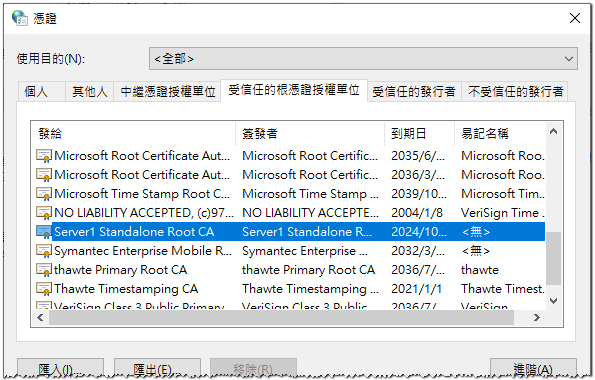 憑證
使用目的(N): <全部>
個人 其他人 中繼憑證授權單位 受信任的根憑證授權單位 受信任的發行者 不受信任的發行者
發給 簽發者 到期日 易記名稱
Microsoft Root Certificate Aut... Microsoft Root Certific... 2035/6/... Microsoft Roo...
Microsoft Root Certificate Aut... Microsoft Root Certific... 2036/3/... Microsoft Roo...
Microsoft Time Stamp Root C... Microsoft Time Stamp ... 2039/10... Microsoft Tim...
NO LIABILITY ACCEPTED, (c)97... NO LIABILITY ACCEPTE... 2004/1/8 VeriSign Time ...
Server1 Standalone Root CA Server1 Standalone R... 2024/10... <無>
Symantec Enterprise Mobile R... Symantec Enterprise ... 2032/3/... <無>
thawte Primary Root CA thawte Primary Root CA 2036/7/... thawte
Thawte Timestamping CA Thawte Timestamping ... 2021/1/1 Thawte Timest...
VeriSign Class 3 Public Primary VeriSign Class 3 Public 2036/7/ VeriSign
匯入(I)... 匯出(E)... 移除(R) 進階(A)